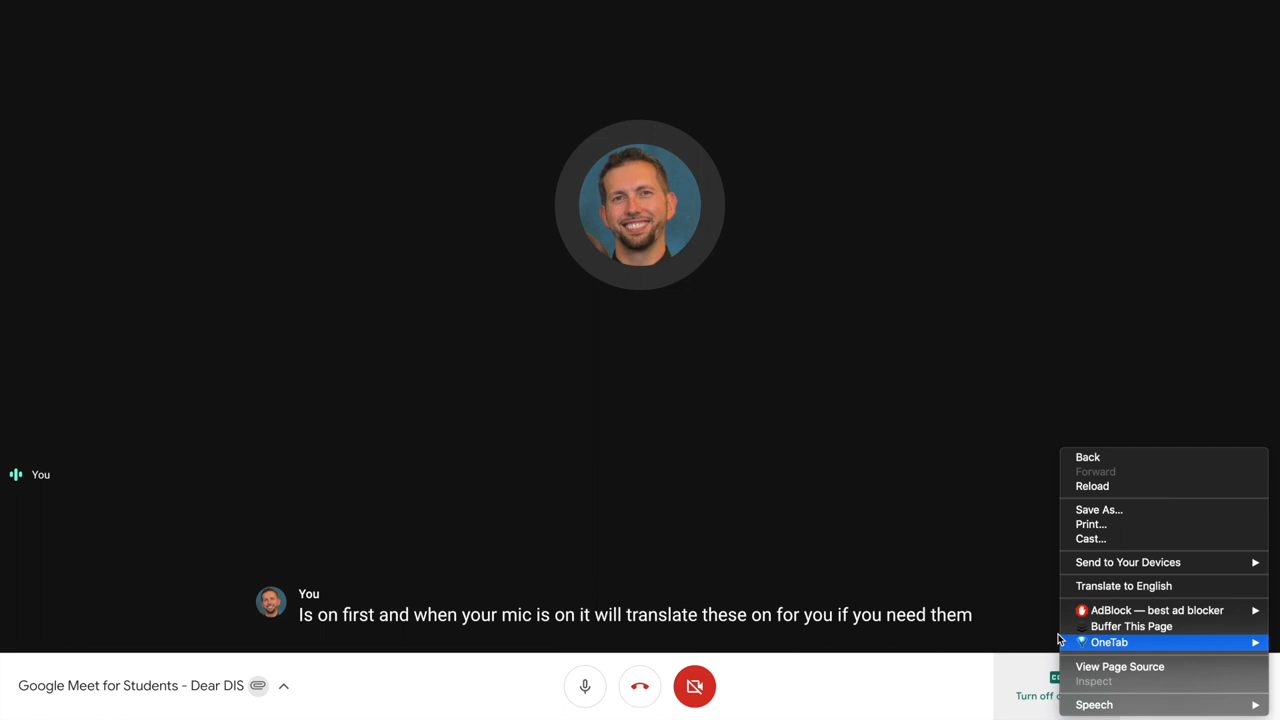 You
You
Is on first and when your mic is on it will translate these on for you if you need them
Google Meet for Students - Dear DIS
Turn off
Back
Forward
Reload
Save As...
Print...
Cast...
Send to Your Devices
Translate to English
AdBlock — best ad blocker
Buffer This Page
OneTab
View Page Source
Inspect
Speech